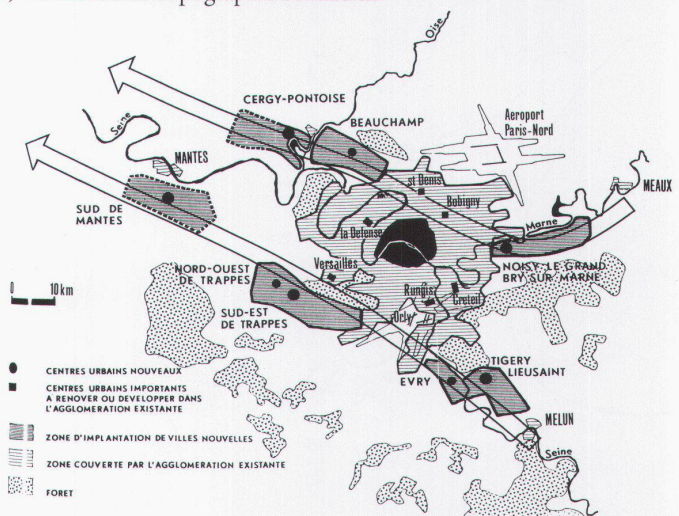 Oise
CERGY-PONTOISE
BEAUCHAMP
Aeroport
Paris-Nord
Seine
MANTES
MEAUX
St Denis
Bobigny
SUD DE
MANTES
la Defense
Marne
NORD-OUEST
DE TRAPPES
Versailles
NOISY-LE GRAND
BRY SUR MARNE
0 10 km
Rungis
Creteil
SUD-EST
DE TRAPPES
Orly
TIGERY
LIEUSAINT
EVRY
MELUN
Seine
CENTRES URBAINS NOUVEAUX
CENTRES URBAINS IMPORTANTS
A RENOVER OU DEVELOPPER DANS
L'AGGLOMERATION EXISTANTE
ZONE D'IMPLANTATION DE VILLES NOUVELLES
ZONE COUVERTE PAR L'AGGLOMERATION EXISTANTE
FORET